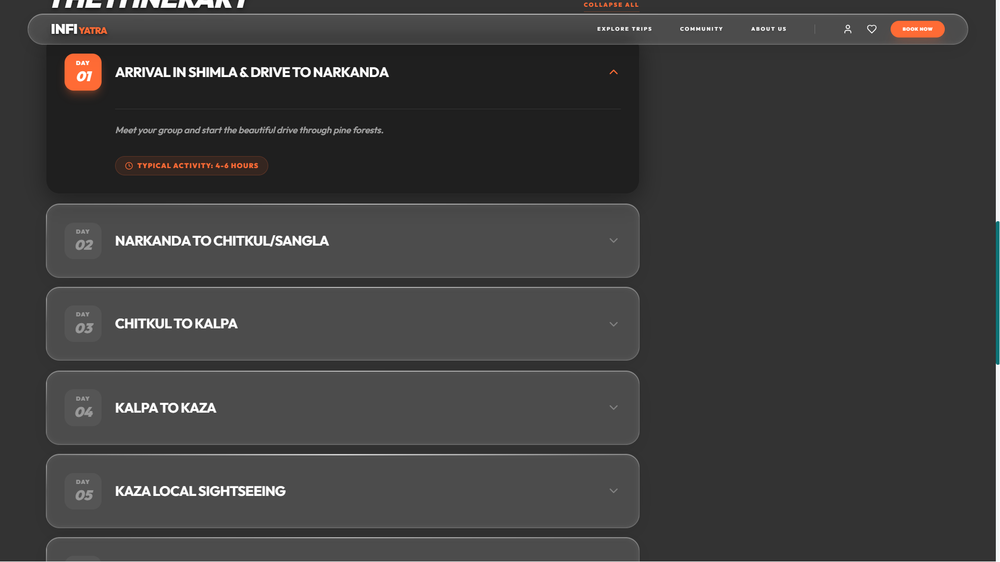 THE ITINERARY
COLLAPSE ALL
INFI YATRA
EXPLORE TRIPS
COMMUNITY
ABOUT US
BOOK NOW
DAY
01
ARRIVAL IN SHIMLA & DRIVE TO NARKANDA
Meet your group and start the beautiful drive through pine forests.
TYPICAL ACTIVITY: 4-6 HOURS
DAY
02
NARKANDA TO CHITKUL/SANGLA
DAY
03
CHITKUL TO KALPA
DAY
04
KALPA TO KAZA
DAY
05
KAZA LOCAL SIGHTSEEING